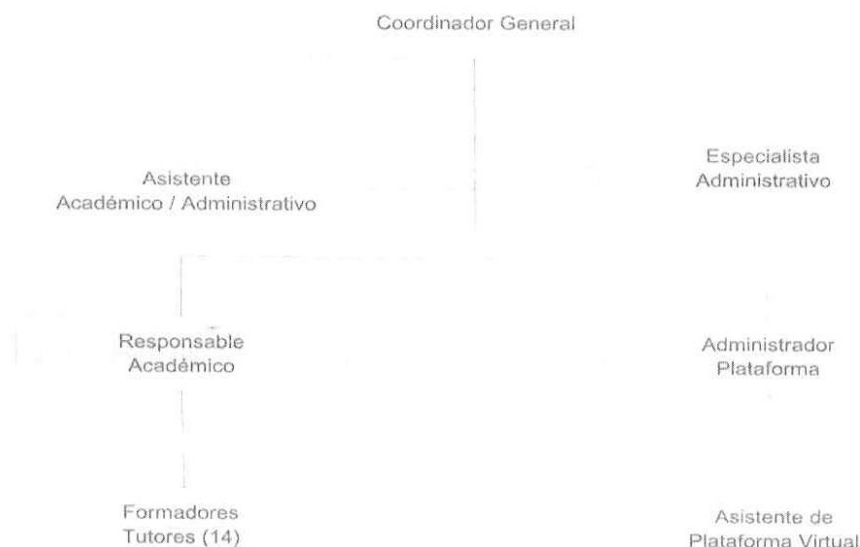 Coordinador General
Asistente
Académico / Administrativo
Especialista
Administrativo
Responsable
Académico
Administrador
Plataforma
Formadores
Tutores (14)
Asistente de
Plataforma Virtual